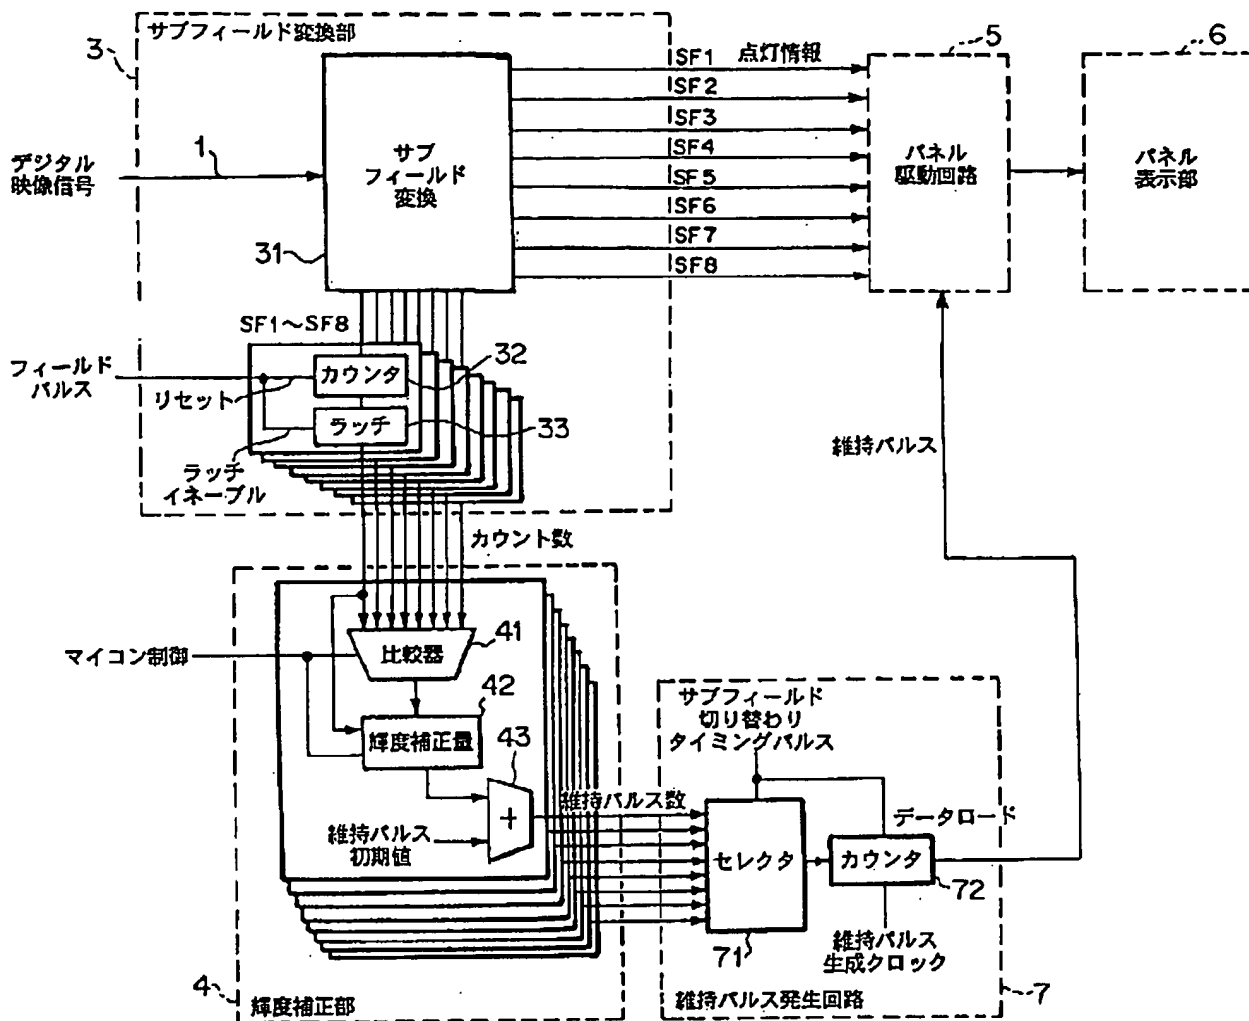 サブフィールド変換部
3
5
6
SF1 点灯情報
SF2
SF3
SF4
SF5
SF6
SF7
SF8
デジタル
映像信号
1
サブ
フィールド
変換
31
パネル
駆動回路
パネル
表示部
SF1〜SF8
フィールド
パルス
リセット
カウンタ
32
ラッチ
33
ラッチ
イネーブル
維持パルス
カウント数
マイコン制御
比較器
41
42
輝度補正量
43
+
維持パルス
初期値
維持パルス数
サブフィールド
切り替わり
タイミングパルス
データロード
セレクタ
カウンタ
71
72
維持パルス
生成クロック
4
輝度補正部
維持パルス発生回路
7